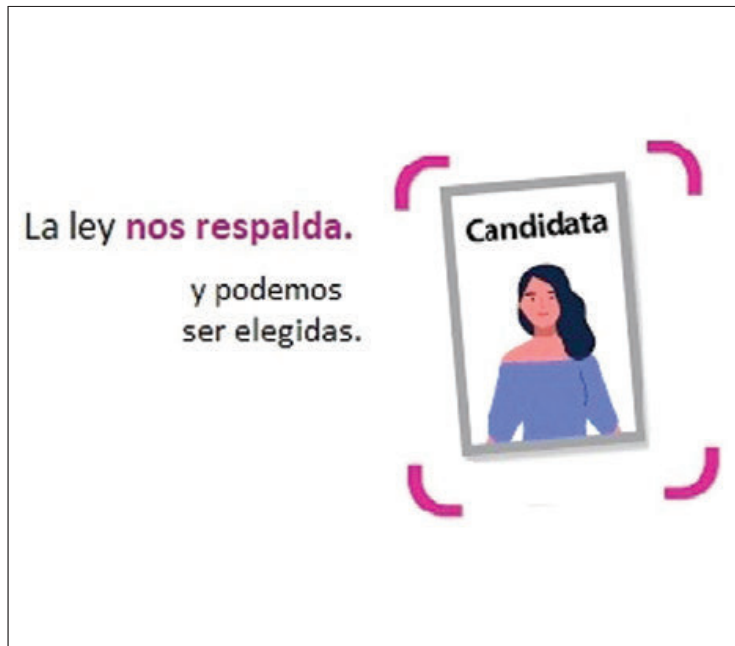 La ley nos respalda.
y podemos
ser elegidas.
Candidata